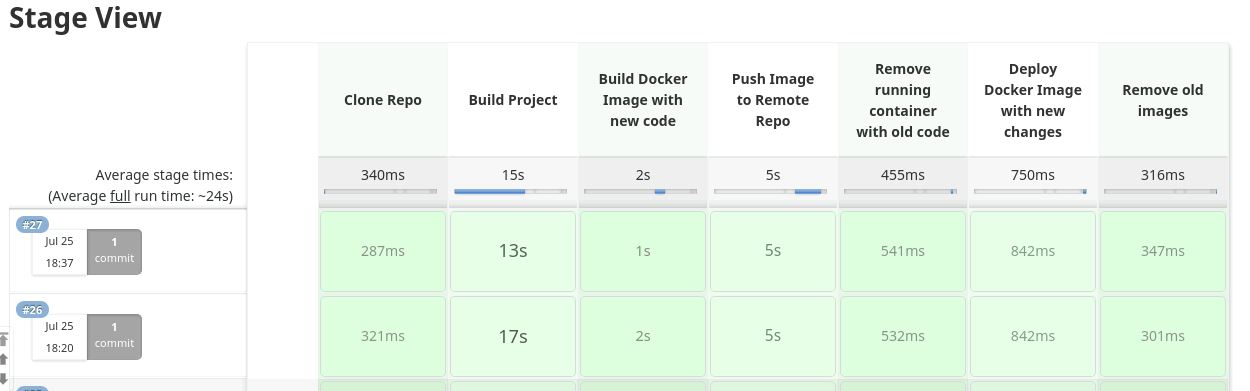 Stage View
Clone Repo
Build Project
Build Docker
Image with
new code
Push Image
to Remote
Repo
Remove
running
container
with old code
Deploy
Docker Image
with new
changes
Remove old
images
Average stage times:
(Average full run time: ~24s)
340ms
15s
2s
5s
455ms
750ms
316ms
#27
Jul 25
18:37
1
commit
287ms
13s
1s
5s
541ms
842ms
347ms
#26
Jul 25
18:20
1
commit
321ms
17s
2s
5s
532ms
842ms
301ms